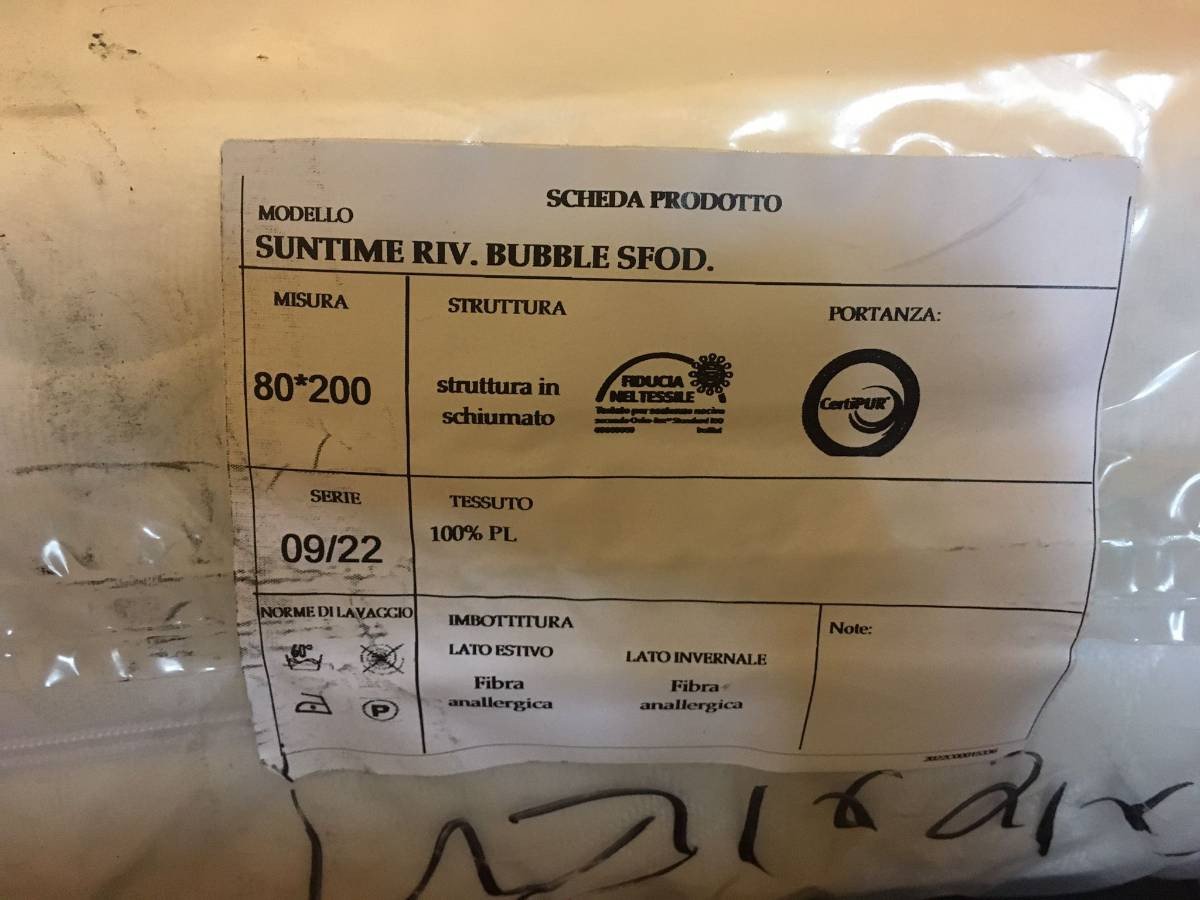 SCHEDA PRODOTTO
MODELLO
SUNTIME RIV. BUBBLE SFOD.
MISURA
80*200
STRUTTURA
struttura in
schiumato
FIDUCIA
NEL TESSILE
PORTANZA:
CertiPUR
SERIE
09/22
TESSUTO
100% PL
NORME DI LAVAGGIO
60°
P
IMBOTTITURA
LATO ESTIVO
Fibra
anallergica
LATO INVERNALE
Fibra
anallergica
Note: